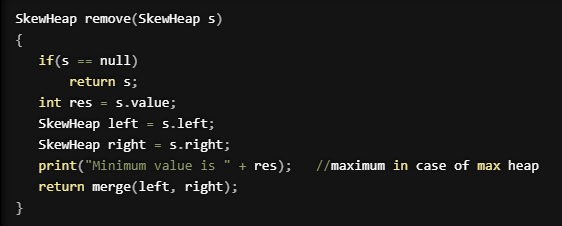 SkewHeap remove(SkewHeap s)
{
if(s == null)
return s;
int res = s.value;
SkewHeap left = s.left;
SkewHeap right = s.right;
print("Minimum value is " + res);   //maximum in case of max heap
return merge(left, right);
}